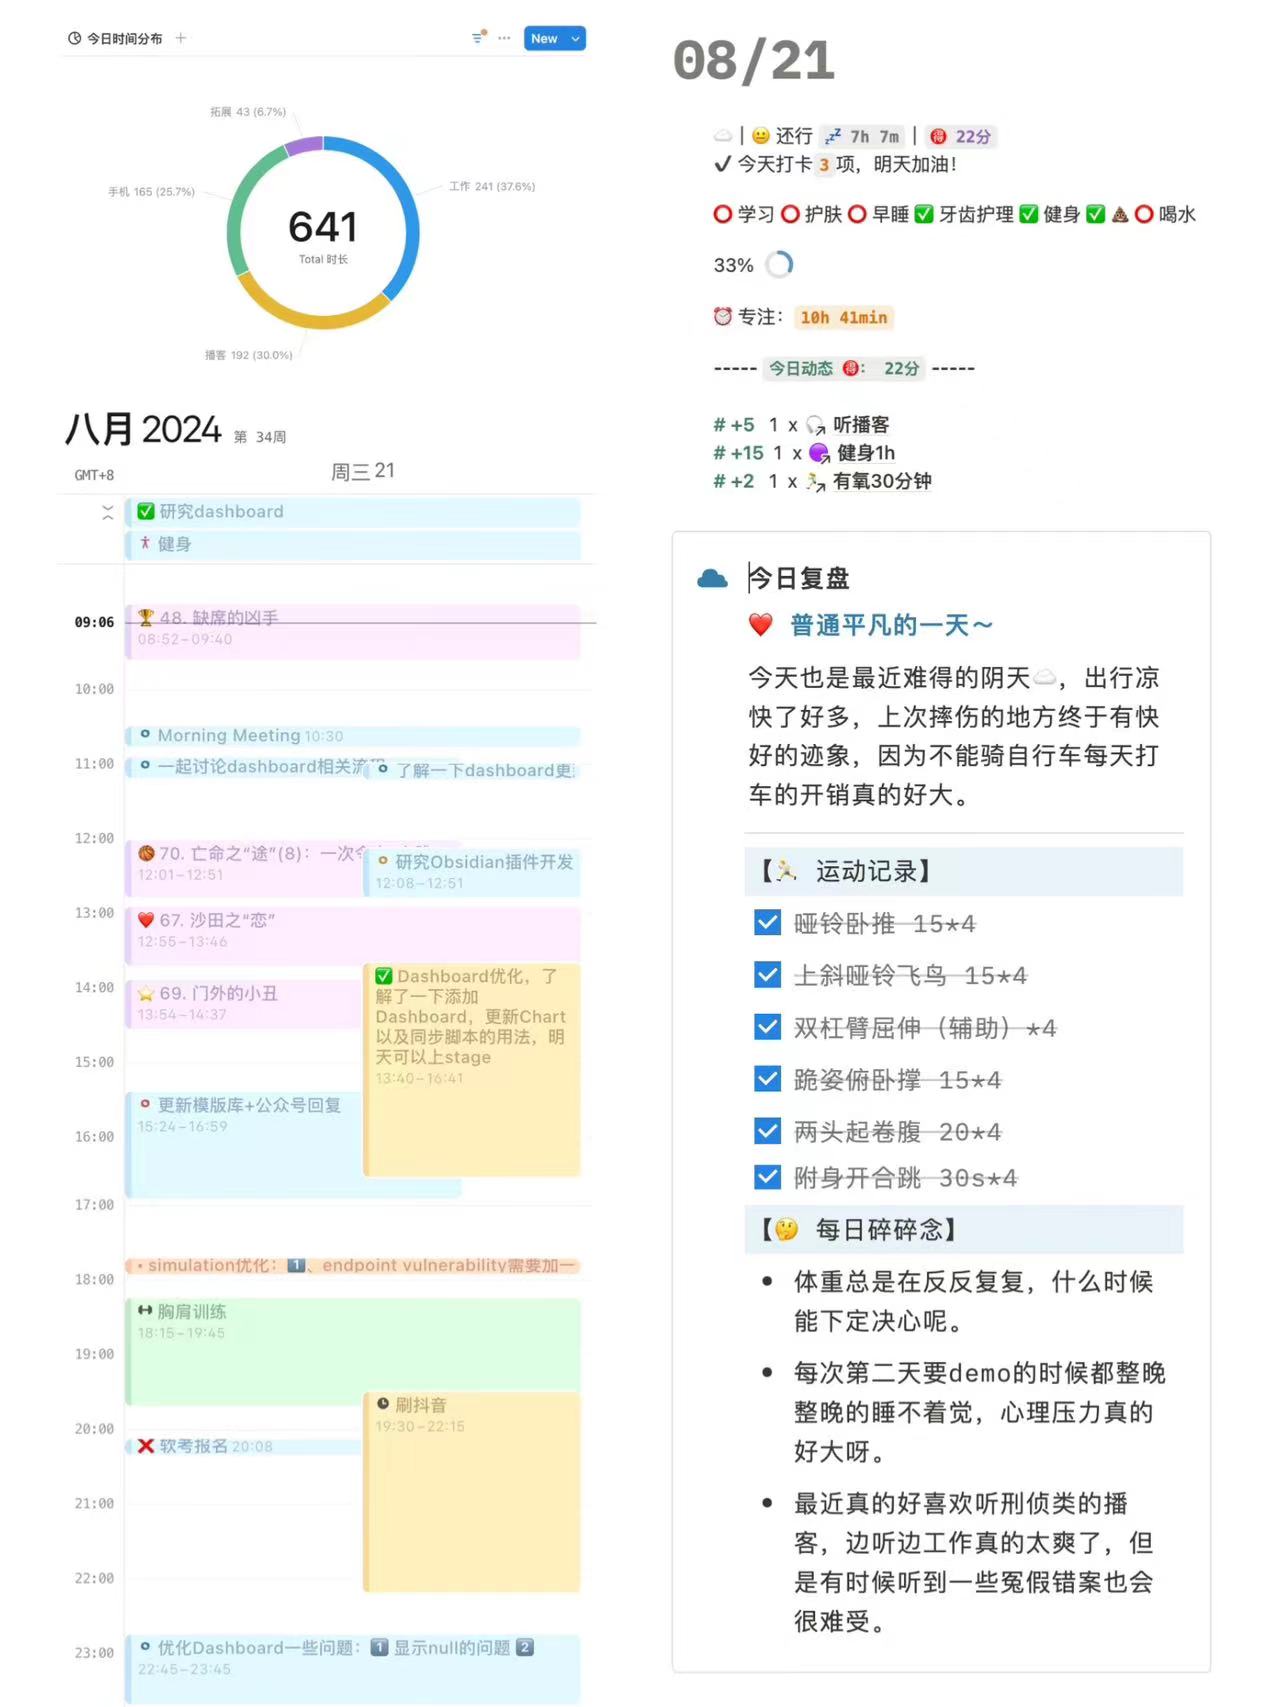 今日时间分布
New
拓展 43 (6.7%)
手机 165 (25.7%)
工作 241 (37.6%)
641
Total 时长
播客 192 (30.0%)
八月 2024 第 34周
GMT+8
周三 21
研究dashboard
健身
48. 缺席的凶手
09:06
08:52–09:40
10:00
Morning Meeting 10:30
11:00
一起讨论dashboard相关流程
了解一下dashboard更
12:00
70. 亡命之“途”(8)：一次
12:01–12:51
研究Obsidian插件开发
12:08–12:51
13:00
67. 沙田之“恋”
12:55–13:46
14:00
69. 门外的小丑
13:54–14:37
Dashboard优化，了
解了一下添加
Dashboard，更新Chart
以及同步脚本的用法，明
天可以上stage
13:40–16:41
15:00
更新模版库+公众号回复
15:24–16:59
16:00
17:00
simulation优化：1、endpoint vulnerability需要加一
18:00
胸肩训练
18:15–19:45
19:00
刷抖音
19:30–22:15
20:00
软考报名 20:08
21:00
22:00
优化Dashboard一些问题：1 显示null的问题 2
22:45–23:45
23:00
08/21
| 还行 7h 7m | 得 22分
今天打卡 3 项，明天加油！
学习 护肤 早睡 牙齿护理 健身 喝水
33%
专注： 10h 41min
----- 今日动态 得： 22分 -----
# +5 1 x 听播客
# +15 1 x 健身1h
# +2 1 x 有氧30分钟
今日复盘
普通平凡的一天～
今天也是最近难得的阴天，出行凉
快了好多，上次摔伤的地方终于有快
好的迹象，因为不能骑自行车每天打
车的开销真的好大。
【 运动记录】
哑铃卧推 15*4
上斜哑铃飞鸟 15*4
双杠臂屈伸（辅助）*4
跪姿俯卧撑 15*4
两头起卷腹 20*4
附身开合跳 30s*4
【 每日碎碎念】
体重总是在反反复复，什么时候
能下定决心呢。
每次第二天要demo的时候都整晚
整晚的睡不着觉，心理压力真的
好大呀。
最近真的好喜欢听刑侦类的播
客，边听边工作真的太爽了，但
是有时候听到一些冤假错案也会
很难受。